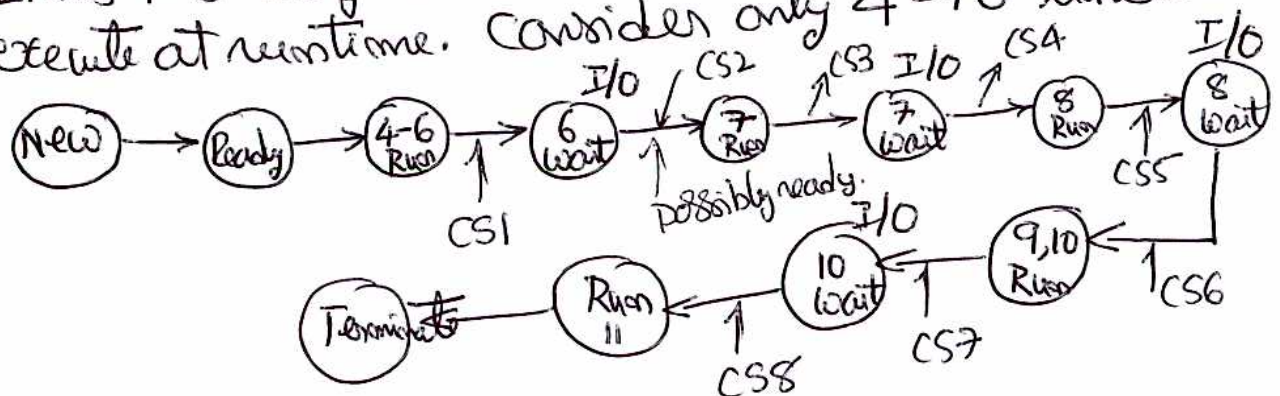 execute at runtime. Consider only 4-10
I/O CS2 CS3 I/O CS4 I/O
New Ready 4-6 Run 6 wait 7 Run 7 wait 8 Run 8 wait
CS1 possibly ready. CS5
I/O
Terminate Run 11 10 wait 9,10 Run CS6
CS8 CS7